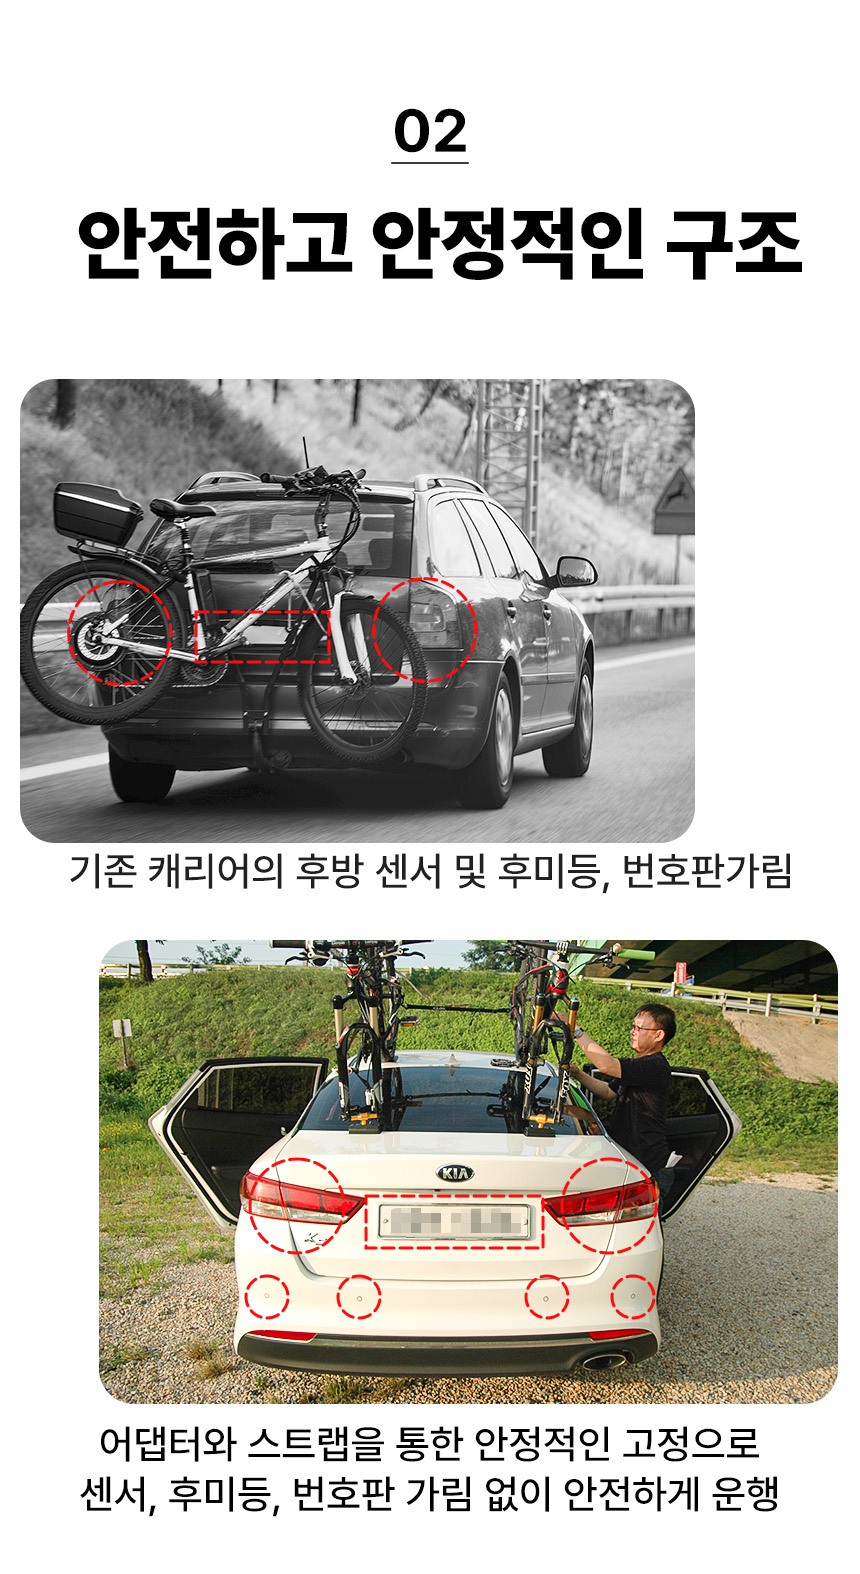 02
안전하고 안정적인 구조
기존 캐리어의 후방 센서 및 후미등, 번호판가림
KIA
어댑터와 스트랩을 통한 안정적인 고정으로
센서, 후미등, 번호판 가림 없이 안전하게 운행